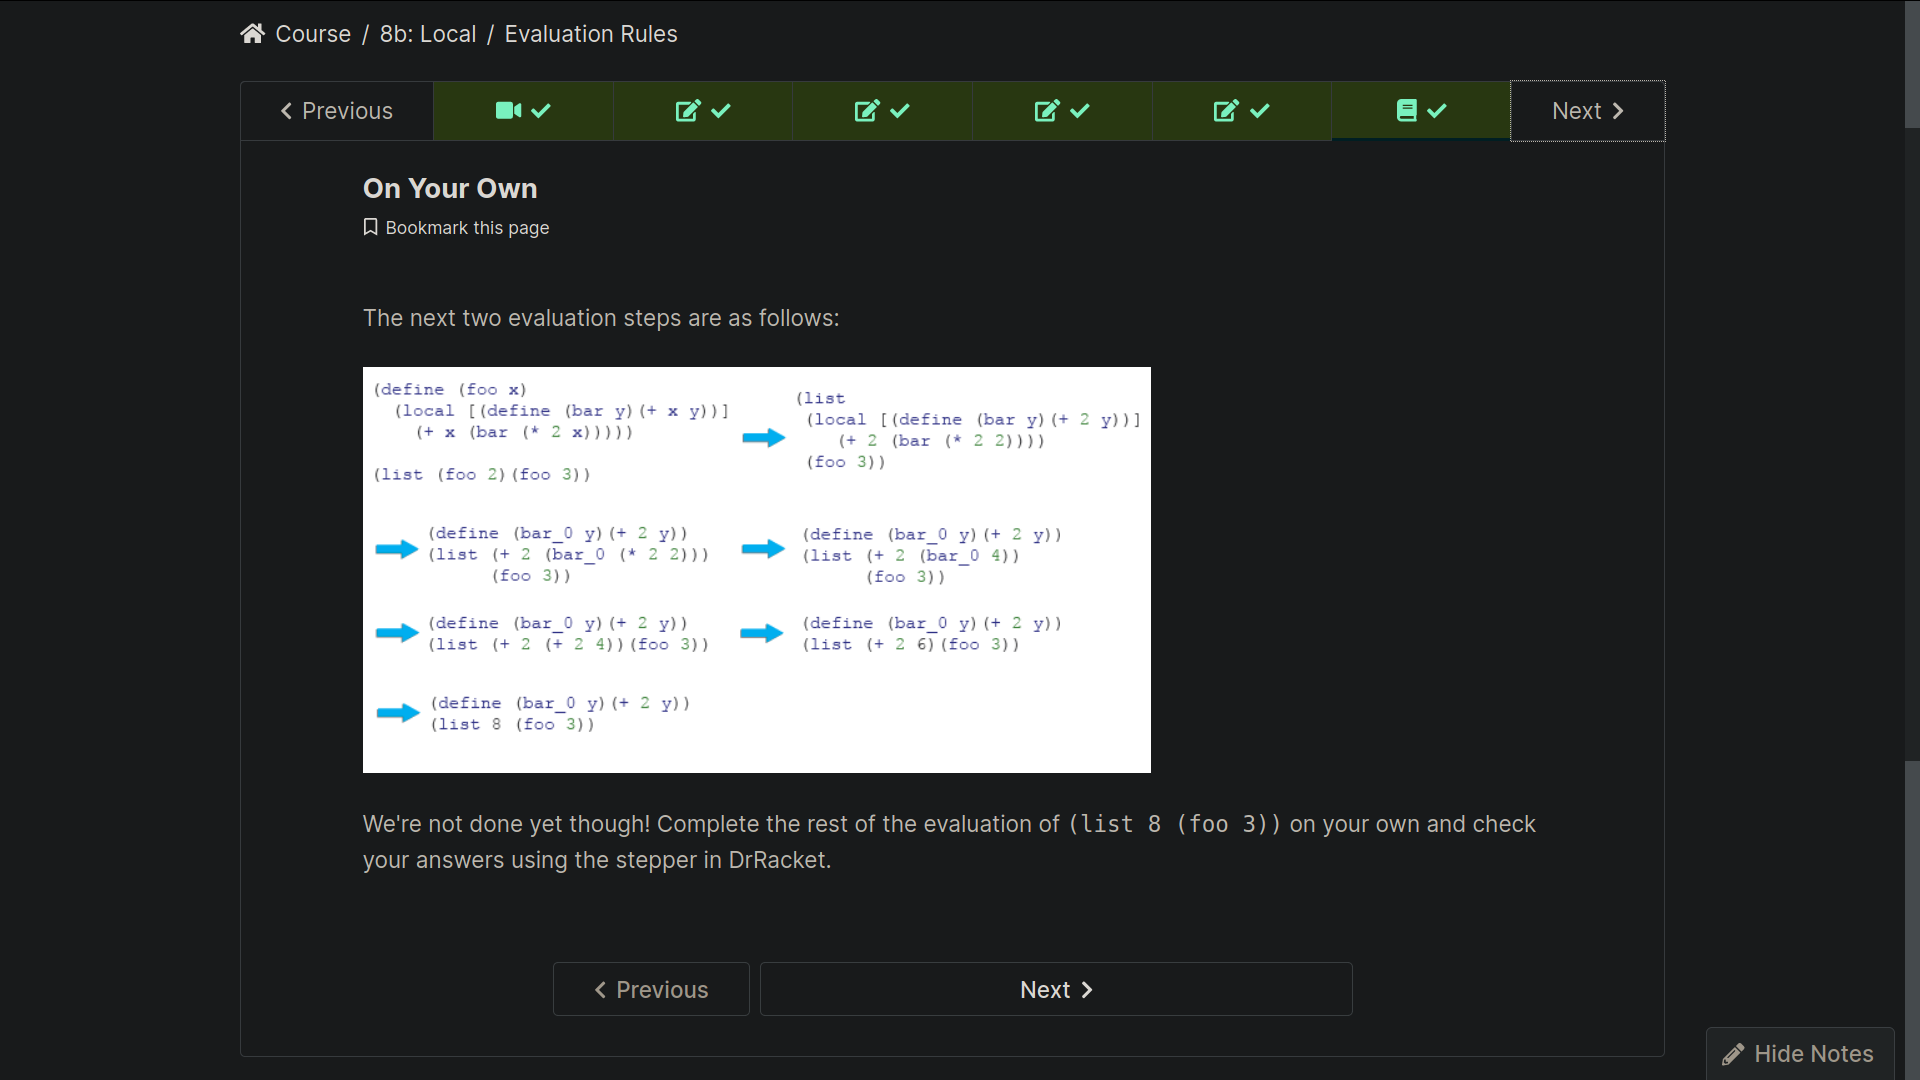 Course / 8b: Local / Evaluation Rules
Previous
Next
On Your Own
Bookmark this page
The next two evaluation steps are as follows:
(define (foo x)
(local [(define (bar y)(+ x y))]
(+ x (bar (* 2 x)))))
(list (foo 2)(foo 3))
(list
(local [(define (bar y)(+ 2 y))]
(+ 2 (bar (* 2 2))))
(foo 3))
(define (bar_0 y)(+ 2 y))
(list (+ 2 (bar_0 (* 2 2)))
(foo 3))
(define (bar_0 y)(+ 2 y))
(list (+ 2 (bar_0 4))
(foo 3))
(define (bar_0 y)(+ 2 y))
(list (+ 2 (+ 2 4))(foo 3))
(define (bar_0 y)(+ 2 y))
(list (+ 2 6)(foo 3))
(define (bar_0 y)(+ 2 y))
(list 8 (foo 3))
We're not done yet though! Complete the rest of the evaluation of (list 8 (foo 3)) on your own and check
your answers using the stepper in DrRacket.
Previous
Next
Hide Notes